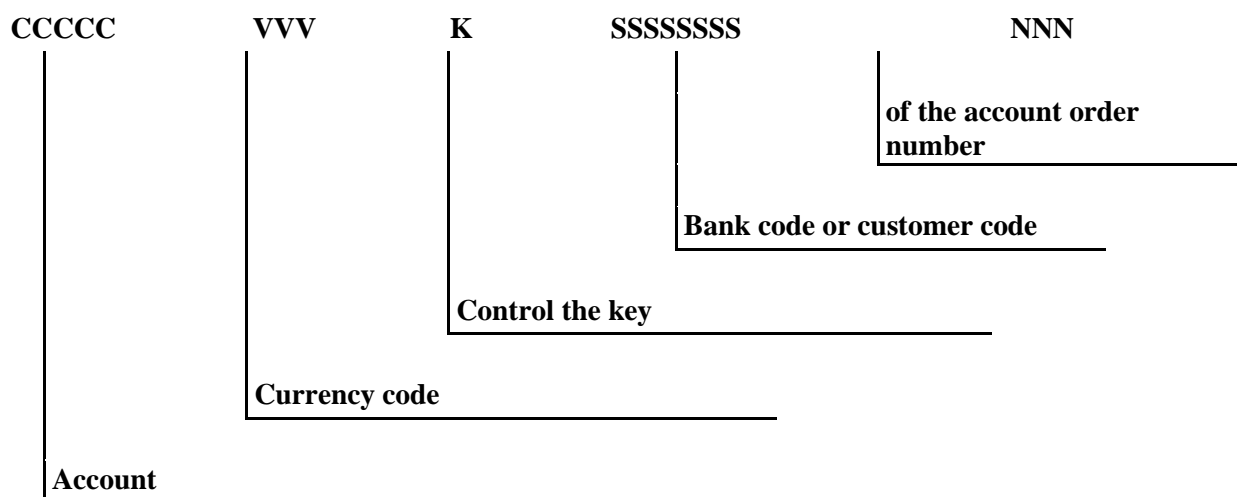 CCCCC VVV K SSSSSSSS NNN
of the account order
number
Bank code or customer code
Control the key
Currency code
Account